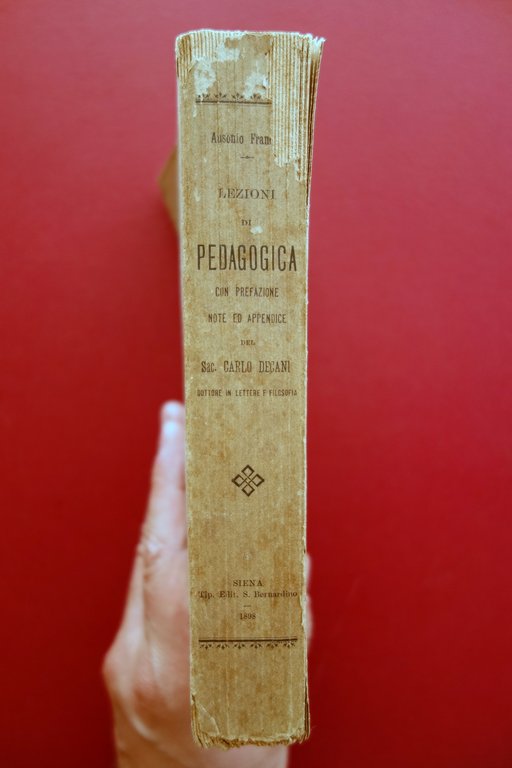 Ausonio Fran
LEZIONI
DI
PEDAGOGICA
CON PREFAZIONE
NOTE ED APPENDICE
DEL
Sac. CARLO DECANI
DOTTORE IN LETTERE E FILOSOFIA
SIENA
Tip. Edit. S. Bernardino
1898